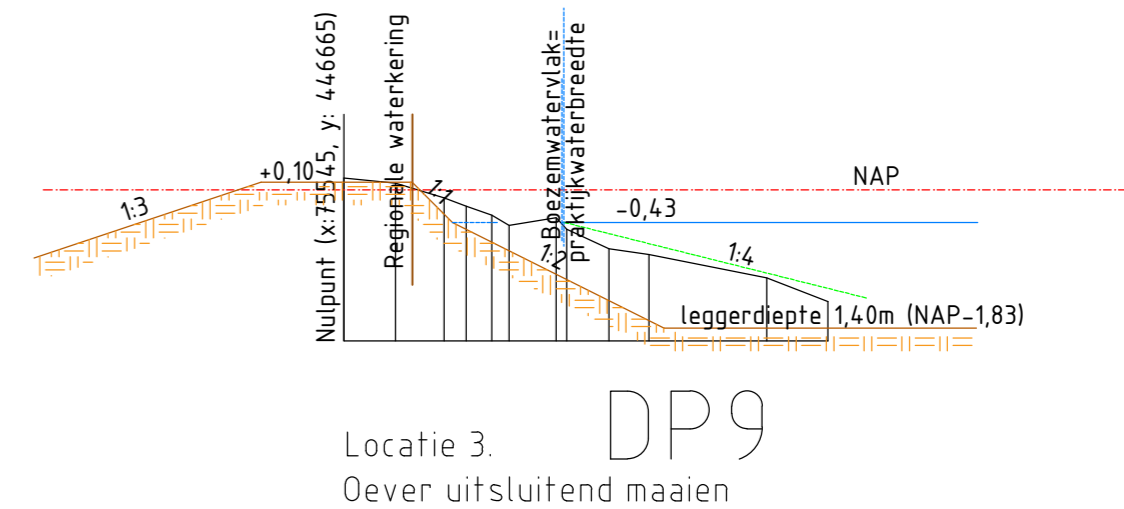 Nulpunt (x:75545, y: 446665)
Regionale waterkering
Boezemwatervlak=
praktijkwaterbreedte
+0,10
NAP
1:3
1:1
-0,43
1:2
1:4
leggerdiepte 1,40m (NAP-1,83)
DP9
Locatie 3.
Oever uitsluitend maaien